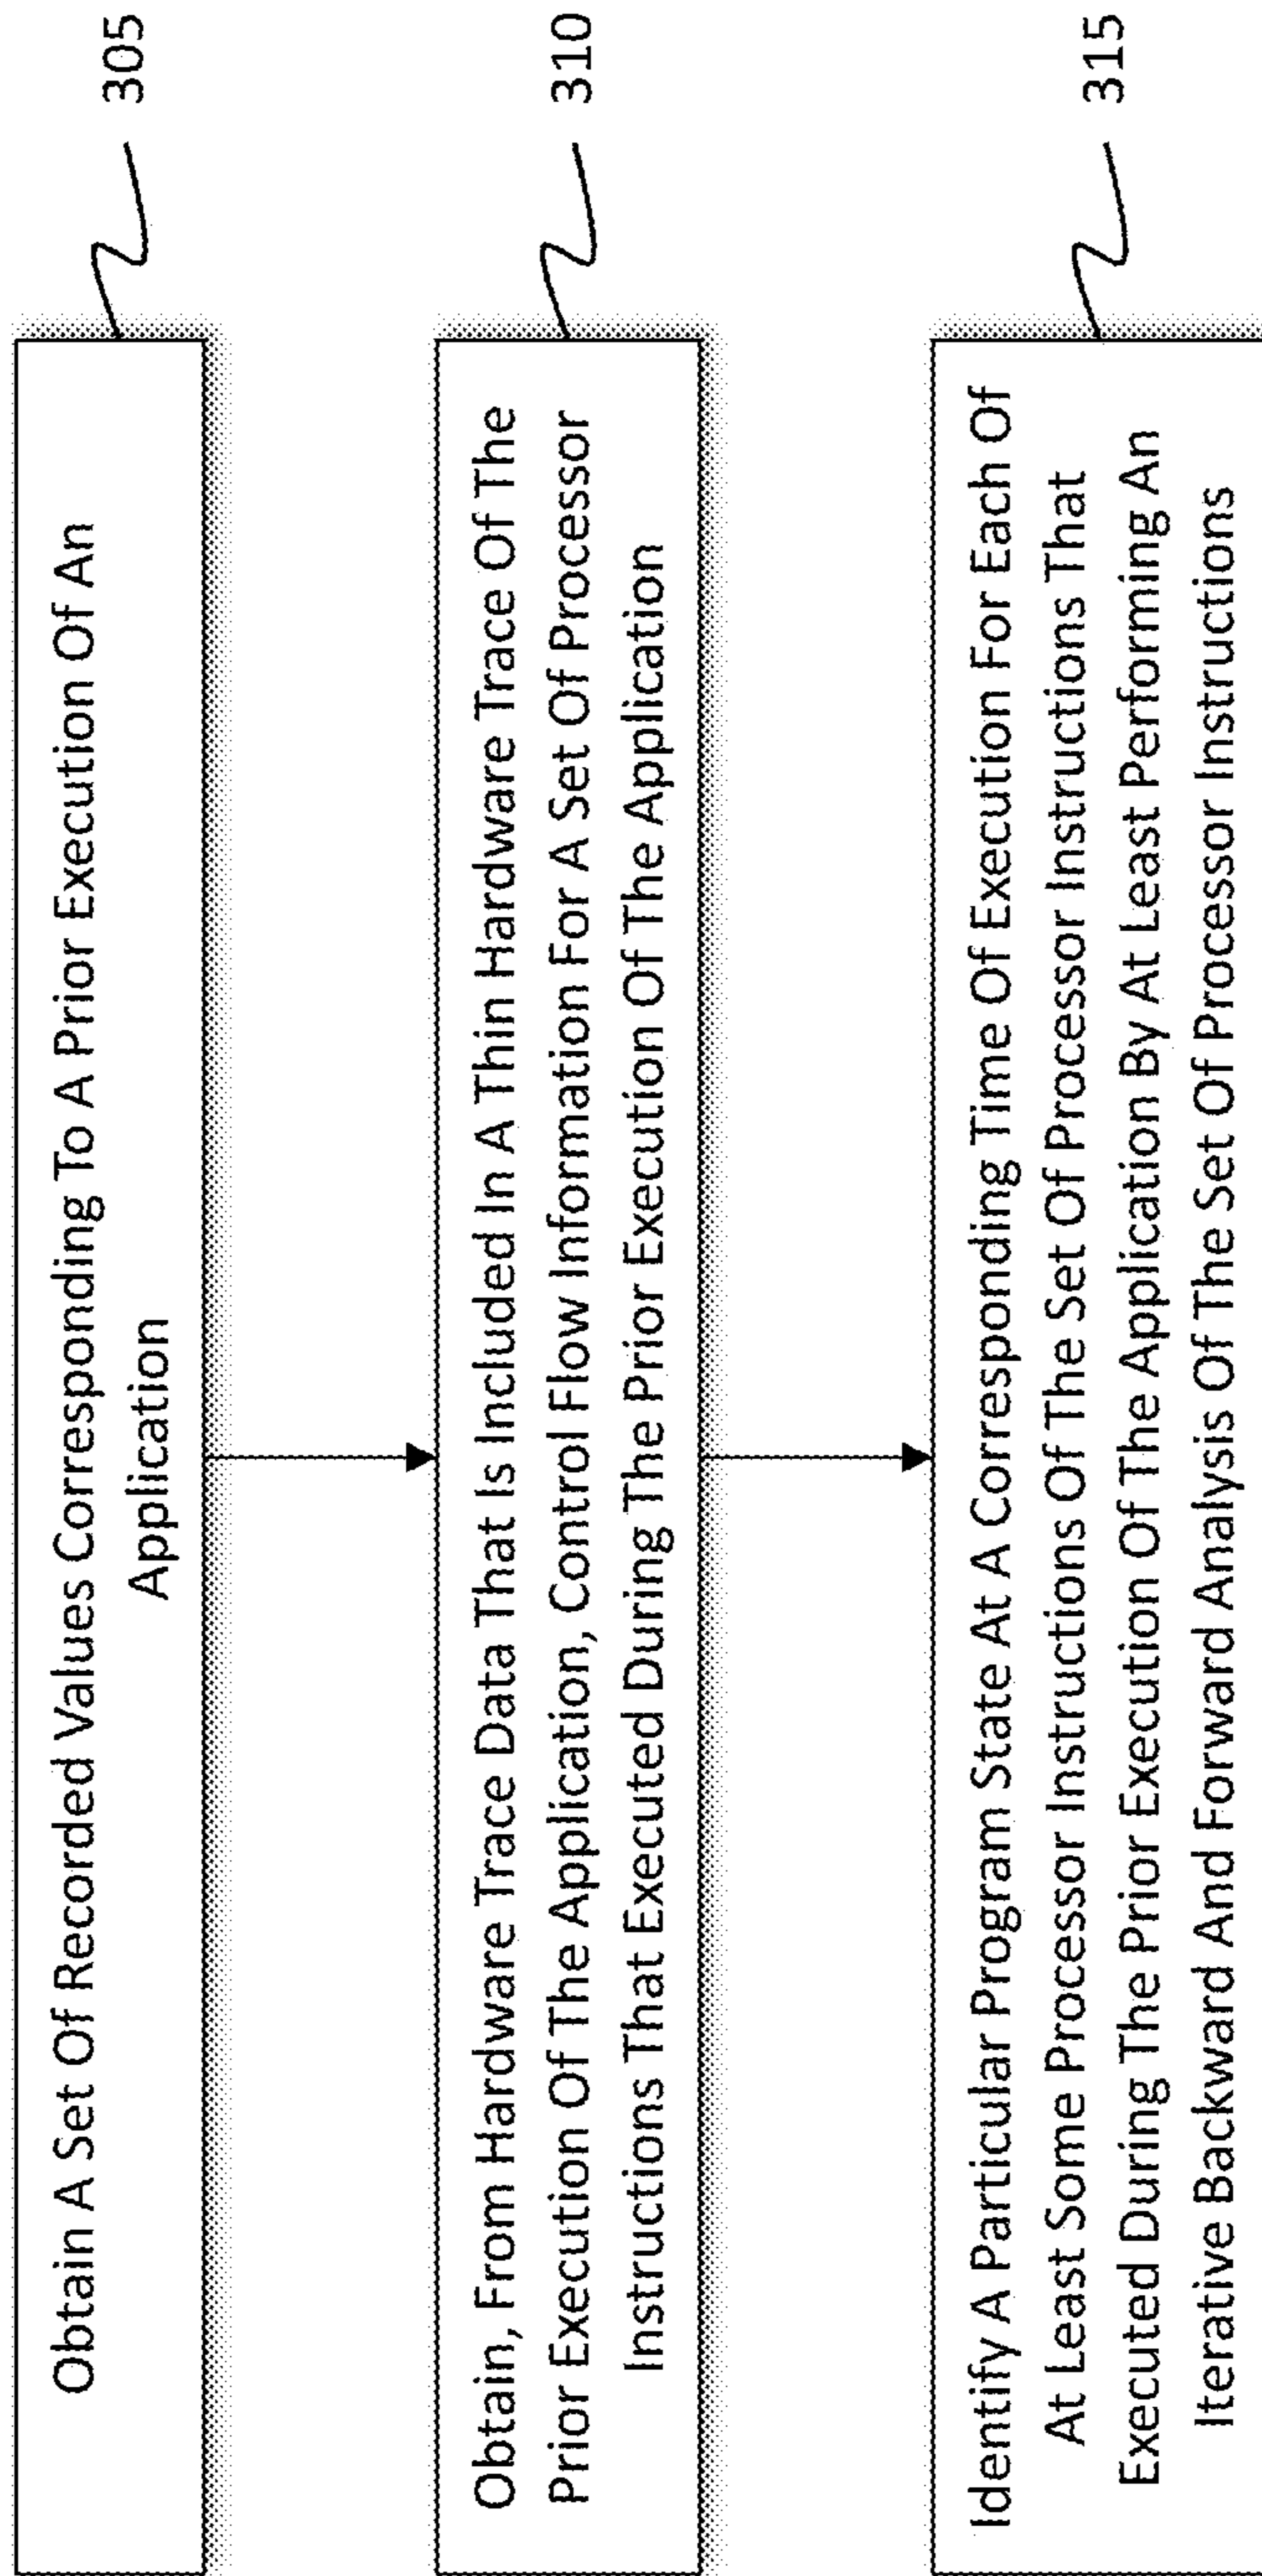 Obtain A Set Of Recorded Values Corresponding To A Prior Execution Of An
Application
305
Obtain, From Hardware Trace Data That Is Included In A Thin Hardware Trace Of The
Prior Execution Of The Application, Control Flow Information For A Set Of Processor
Instructions That Executed During The Prior Execution Of The Application
310
Identify A Particular Program State At A Corresponding Time Of Execution For Each Of
At Least Some Processor Instructions Of The Set Of Processor Instructions That
Executed During The Prior Execution Of The Application By At Least Performing An
Iterative Backward And Forward Analysis Of The Set Of Processor Instructions
315